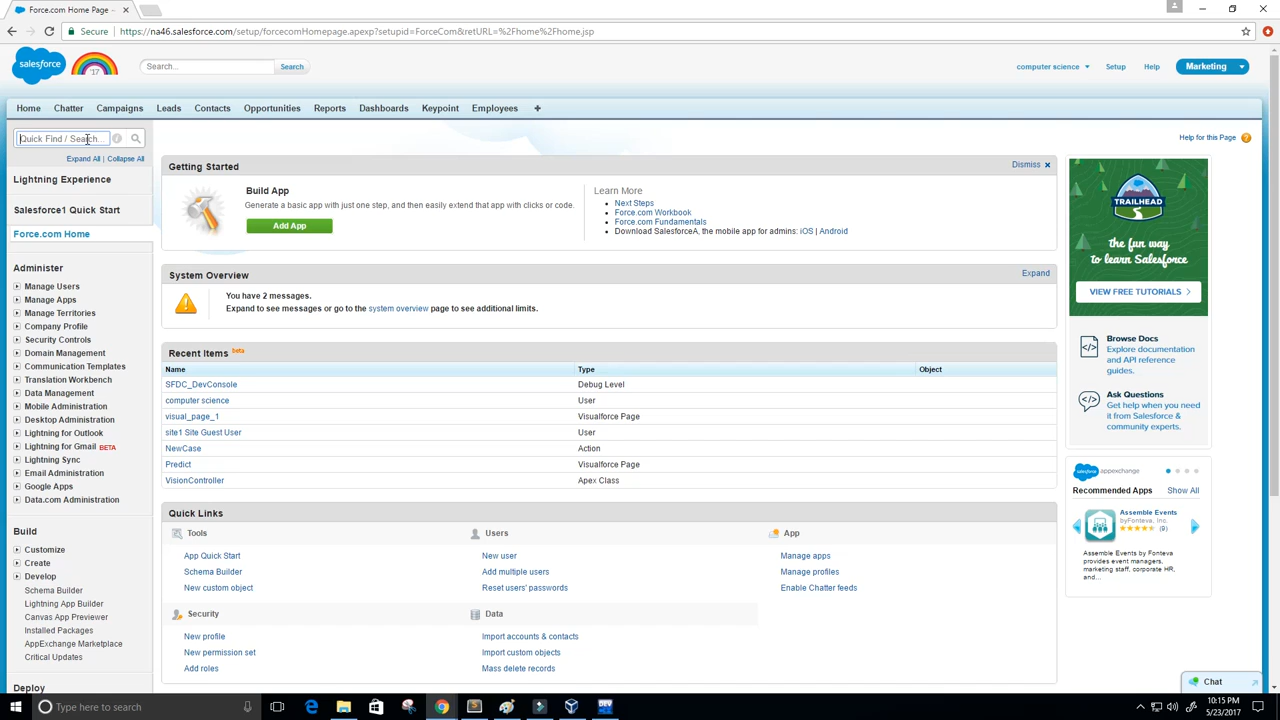 Force.com Home Page -
Secure
https://na46.salesforce.com/setup/forcecomHomepage.apexp?setupid=ForceCom&retURL=%2Fhome%2Fhome.jsp
salesforce
'17
Search...
Search
computer science
Setup
Help
Marketing
Home
Chatter
Campaigns
Leads
Contacts
Opportunities
Reports
Dashboards
Keypoint
Employees
+
Quick Find / Search...
Expand All | Collapse All
Lightning Experience
Salesforce1 Quick Start
Force.com Home
Administer
Manage Users
Manage Apps
Manage Territories
Company Profile
Security Controls
Domain Management
Communication Templates
Translation Workbench
Data Management
Mobile Administration
Desktop Administration
Lightning for Outlook
Lightning for Gmail BETA
Lightning Sync
Email Administration
Google Apps
Data.com Administration
Build
Customize
Create
Develop
Schema Builder
Lightning App Builder
Canvas App Previewer
Installed Packages
AppExchange Marketplace
Critical Updates
Deploy
Help for this Page
Getting Started
Dismiss
Build App
Generate a basic app with just one step, and then easily extend that app with clicks or code.
Add App
Learn More
Next Steps
Force.com Workbook
Force.com Fundamentals
Download SalesforceA, the mobile app for admins: iOS | Android
System Overview
Expand
You have 2 messages.
Expand to see messages or go to the system overview page to see additional limits.
Recent Items beta
Name Type Object
SFDC_DevConsole Debug Level
computer science User
visual_page_1 Visualforce Page
site1 Site Guest User User
NewCase Action
Predict Visualforce Page
VisionController Apex Class
Quick Links
Tools
App Quick Start
Schema Builder
New custom object
Users
New user
Add multiple users
Reset users' passwords
App
Manage apps
Manage profiles
Enable Chatter feeds
Security
New profile
New permission set
Add roles
Data
Import accounts & contacts
Import custom objects
Mass delete records
TRAILHEAD
the fun way
to learn Salesforce
VIEW FREE TUTORIALS
Browse Docs
Explore documentation
and API reference
guides.
Ask Questions
Get help when you need
it from Salesforce &
community experts.
salesforce appexchange
Recommended Apps Show All
Assemble Events
byFonteva, Inc.
(9)
Assemble Events by Fonteva
provides event managers,
marketing staff, corporate HR,
and...
Chat
Type here to search
DEV
10:15 PM
5/23/2017